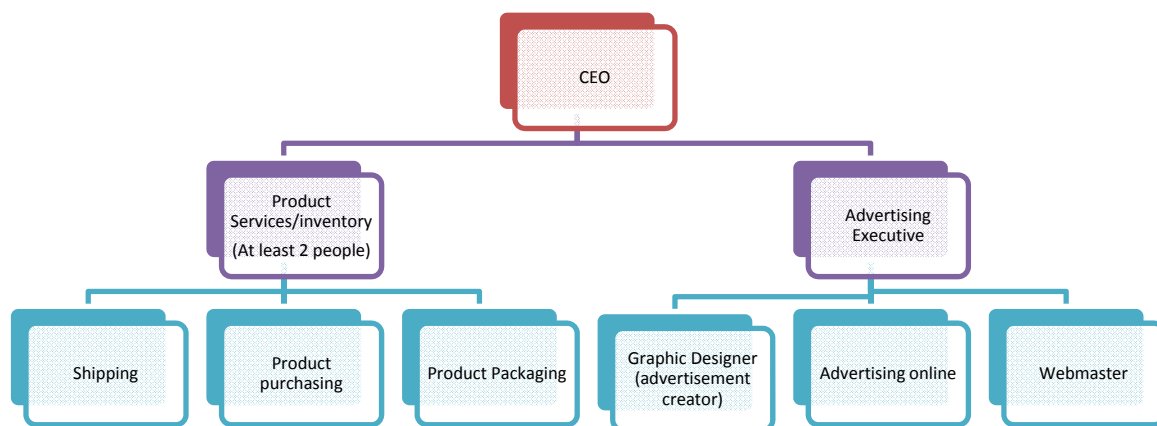 CEO
Product
Services/inventory
(At least 2 people)
Advertising
Executive
Shipping
Product
purchasing
Product Packaging
Graphic Designer
(advertisement
creator)
Advertising online
Webmaster